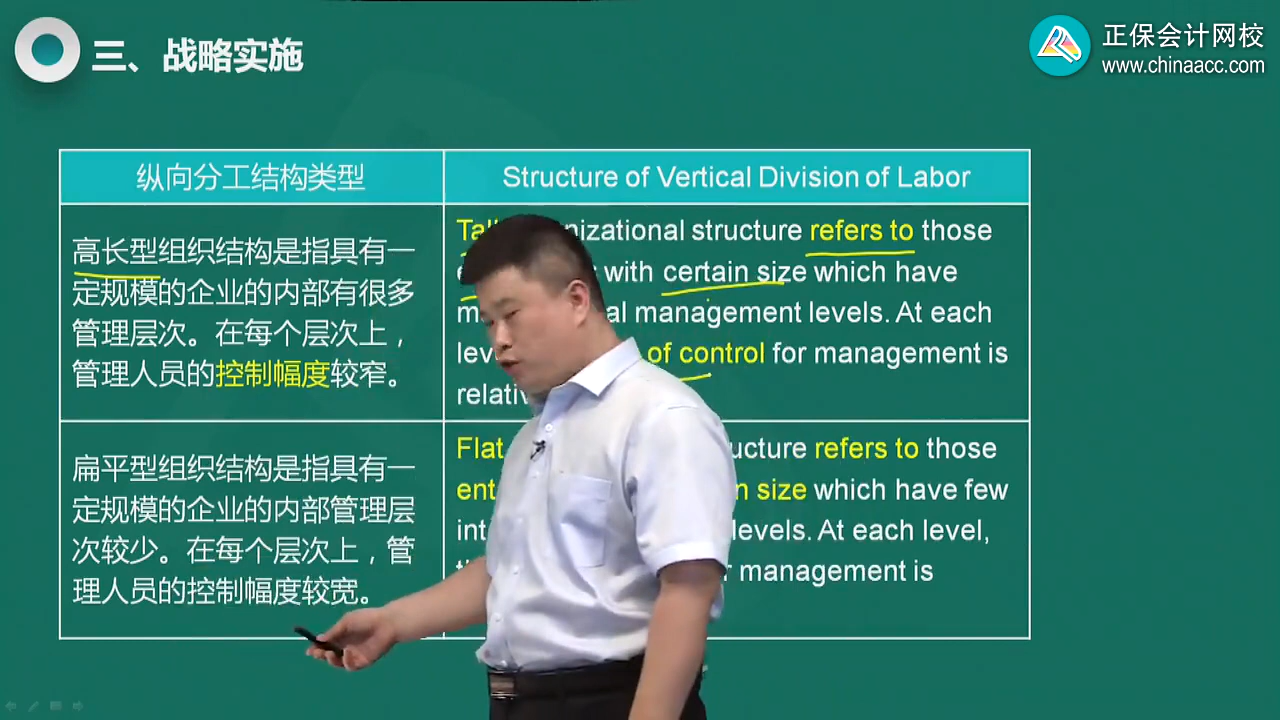 三、战略实施
正保会计网校
www.chinaacc.com
纵向分工结构类型
Structure of Vertical Division of Labor
高长型组织结构是指具有一
定规模的企业的内部有很多
管理层次。在每个层次上，
管理人员的控制幅度较窄。
structure refers to those
with certain size which have
management levels. At each
of control for management is
扁平型组织结构是指具有一
定规模的企业的内部管理层
次较少。在每个层次上，管
理人员的控制幅度较宽。
Flat refers to those
size which have few
levels. At each level,
management is